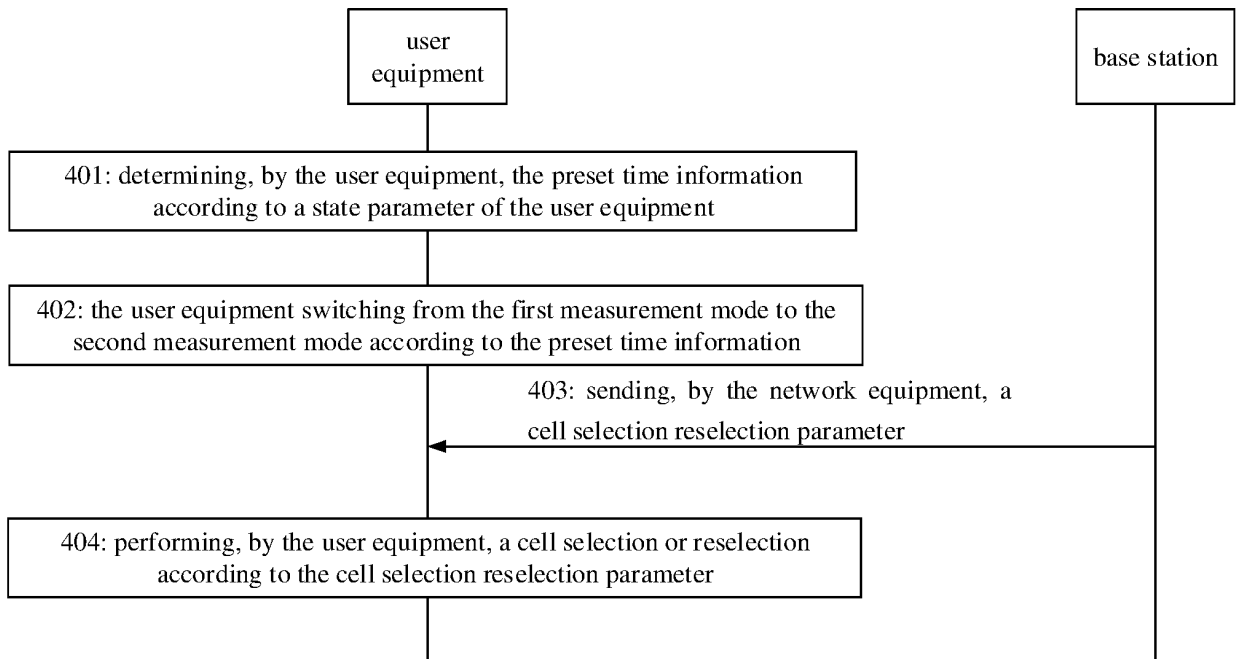 user
equipment
base station
401: determining, by the user equipment, the preset time information
according to a state parameter of the user equipment
402: the user equipment switching from the first measurement mode to the
second measurement mode according to the preset time information
403: sending, by the network equipment, a
cell selection reselection parameter
404: performing, by the user equipment, a cell selection or reselection
according to the cell selection reselection parameter